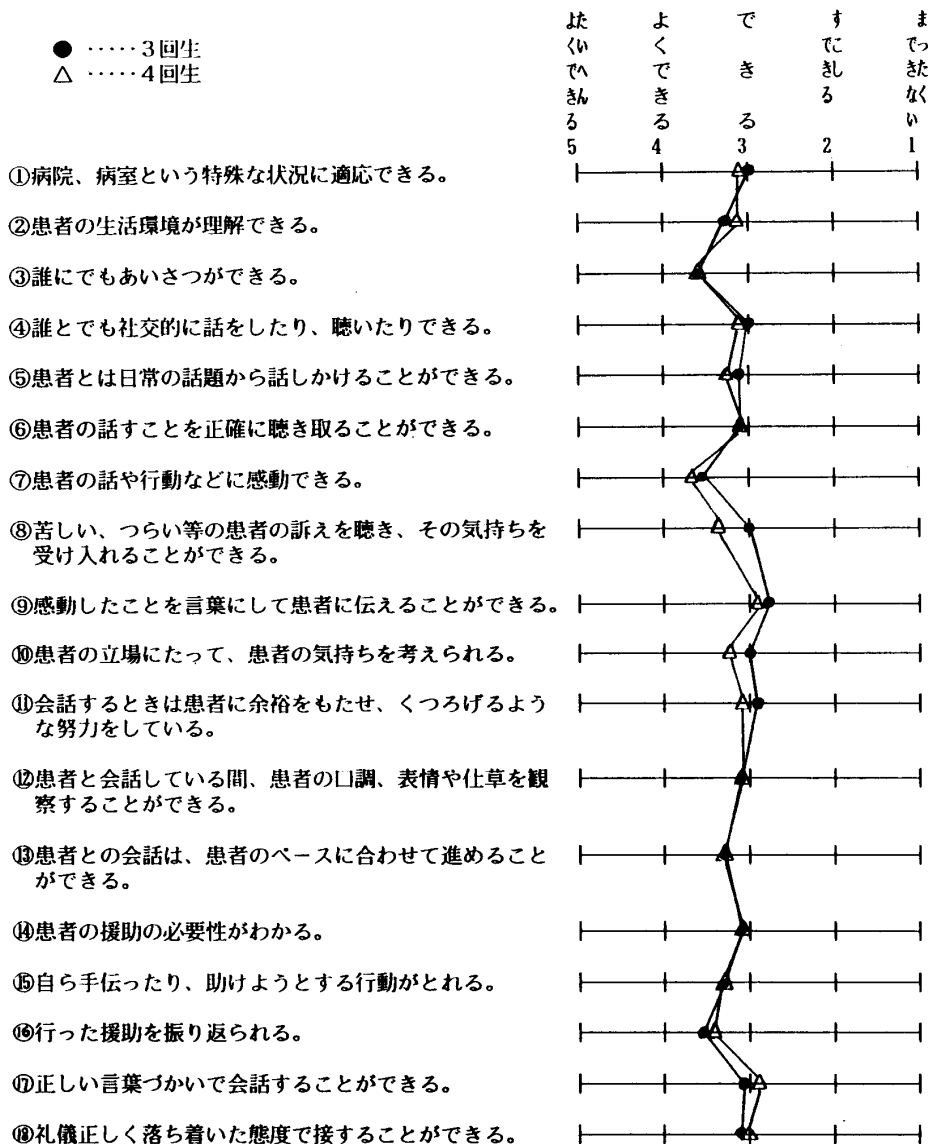 ● ‥‥‥3回生
△ ‥‥‥4回生
たいへんよくできる
よくできる
できる
すこしできる
まったくできない
5 4 3 2 1
①病院、病室という特殊な状況に適応できる。
②患者の生活環境が理解できる。
③誰にでもあいさつができる。
④誰とでも社交的に話をしたり、聴いたりできる。
⑤患者とは日常の話題から話しかけることができる。
⑥患者の話すことを正確に聴き取ることができる。
⑦患者の話や行動などに感動できる。
⑧苦しい、つらい等の患者の訴えを聴き、その気持ちを
受け入れることができる。
⑨感動したことを言葉にして患者に伝えることができる。
⑩患者の立場にたって、患者の気持ちを考えられる。
⑪会話するときは患者に余裕をもたせ、くつろげるよう
な努力をしている。
⑫患者と会話している間、患者の口調、表情や仕草を観
察することができる。
⑬患者との会話は、患者のペースに合わせて進めること
ができる。
⑭患者の援助の必要性がわかる。
⑮自ら手伝ったり、助けようとする行動がとれる。
⑯行った援助を振り返られる。
⑰正しい言葉づかいで会話することができる。
⑱礼儀正しく落ち着いた態度で接することができる。